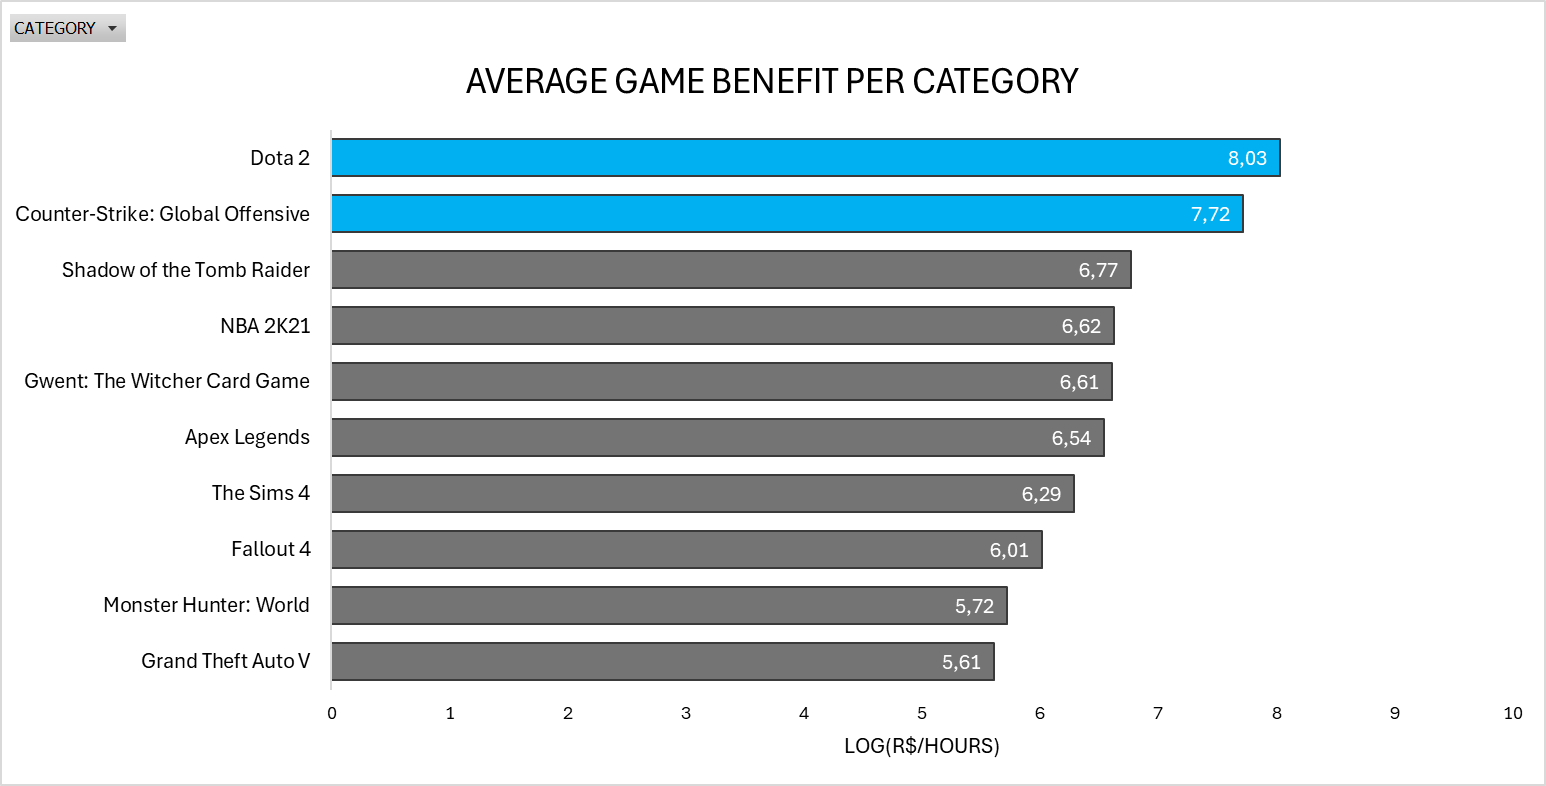 CATEGORY
AVERAGE GAME BENEFIT PER CATEGORY
Dota 2 8,03
Counter-Strike: Global Offensive 7,72
Shadow of the Tomb Raider 6,77
NBA 2K21 6,62
Gwent: The Witcher Card Game 6,61
Apex Legends 6,54
The Sims 4 6,29
Fallout 4 6,01
Monster Hunter: World 5,72
Grand Theft Auto V 5,61
0 1 2 3 4 5 6 7 8 9 10
LOG(R$/HOURS)